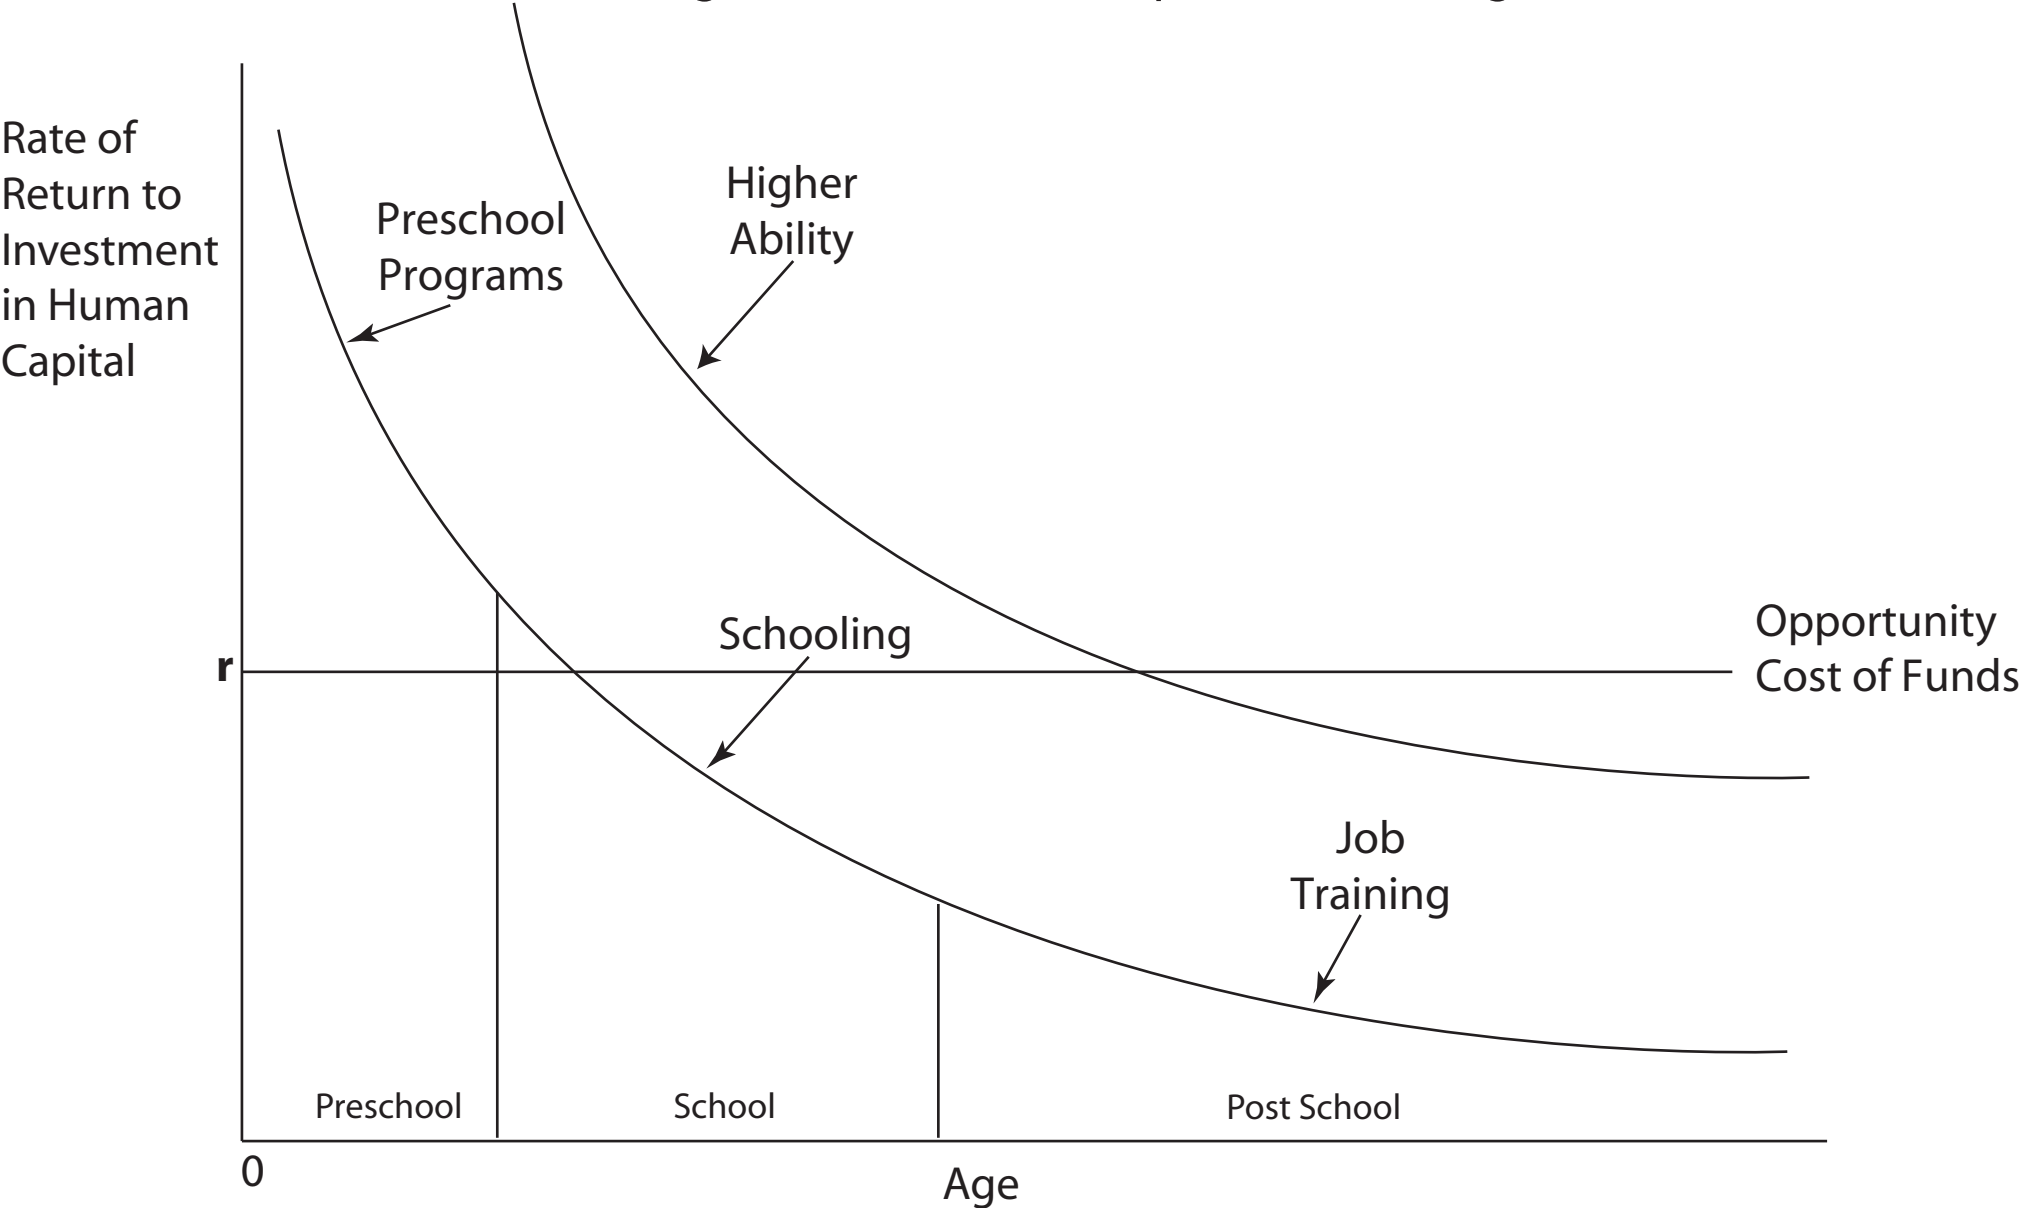 Rate of
Return to
Investment
in Human
Capital
Preschool
Programs
Higher
Ability
Schooling
r
Opportunity
Cost of Funds
Job
Training
Preschool
School
Post School
0
Age